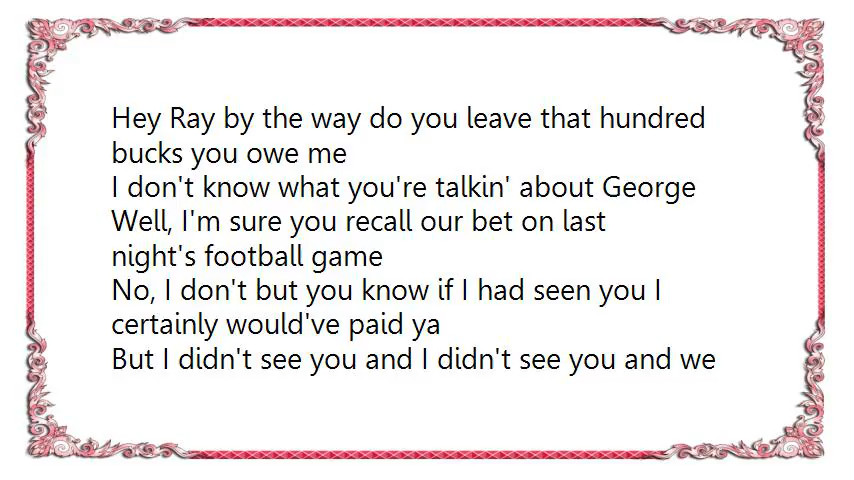 Hey Ray by the way do you leave that hundred
bucks you owe me
I don't know what you're talkin' about George
Well, I'm sure you recall our bet on last
night's football game
No, I don't but you know if I had seen you I
certainly would've paid ya
But I didn't see you and I didn't see you and we